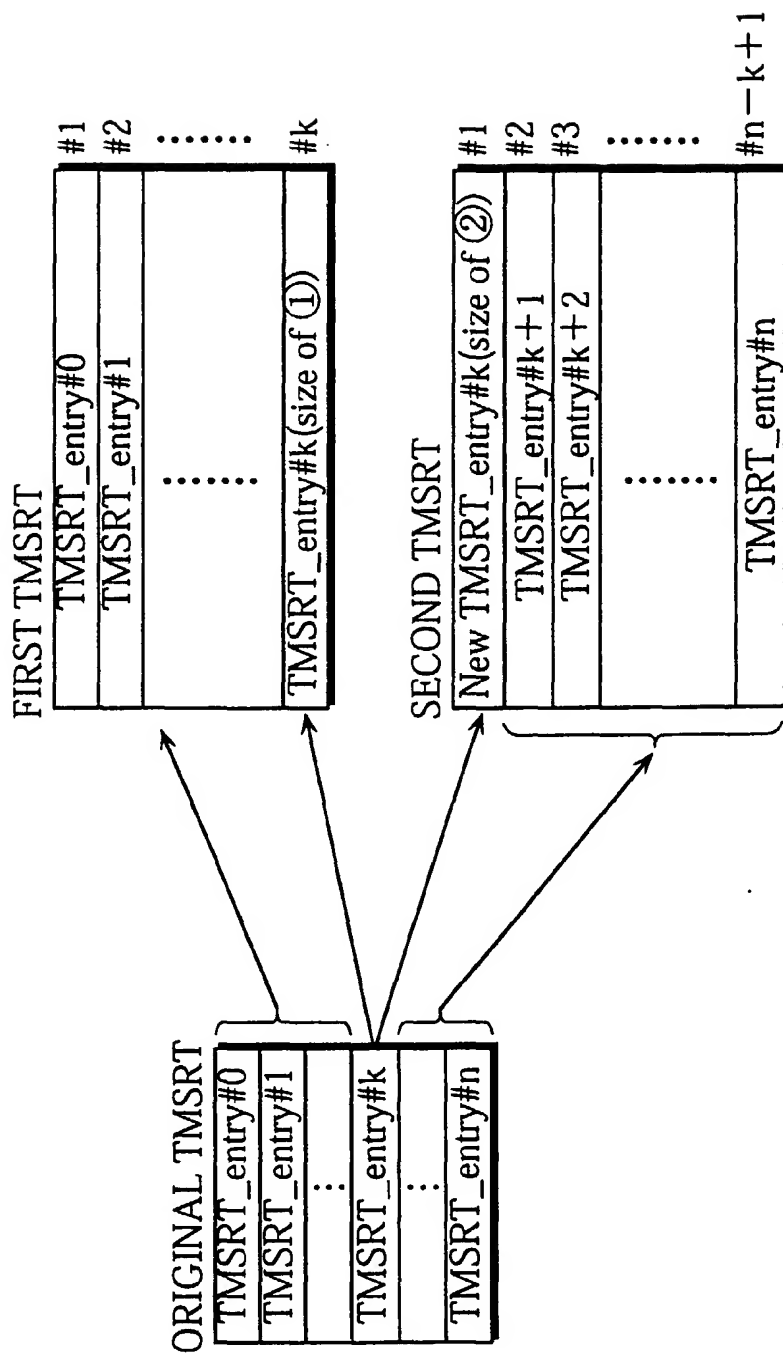 ORIGINAL TMSRT
TMSRT_entry#0
TMSRT_entry#1
⋯
TMSRT_entry#k
⋯
TMSRT_entry#n
FIRST TMSRT
TMSRT_entry#0 #1
TMSRT_entry#1 #2
⋯⋯⋯ ⋯⋯⋯
TMSRT_entry#k(size of ①) #k
SECOND TMSRT
New TMSRT_entry#k(size of ②) #1
TMSRT_entry#k+1 #2
TMSRT_entry#k+2 #3
⋯⋯⋯ ⋯⋯⋯
TMSRT_entry#n #n−k+1